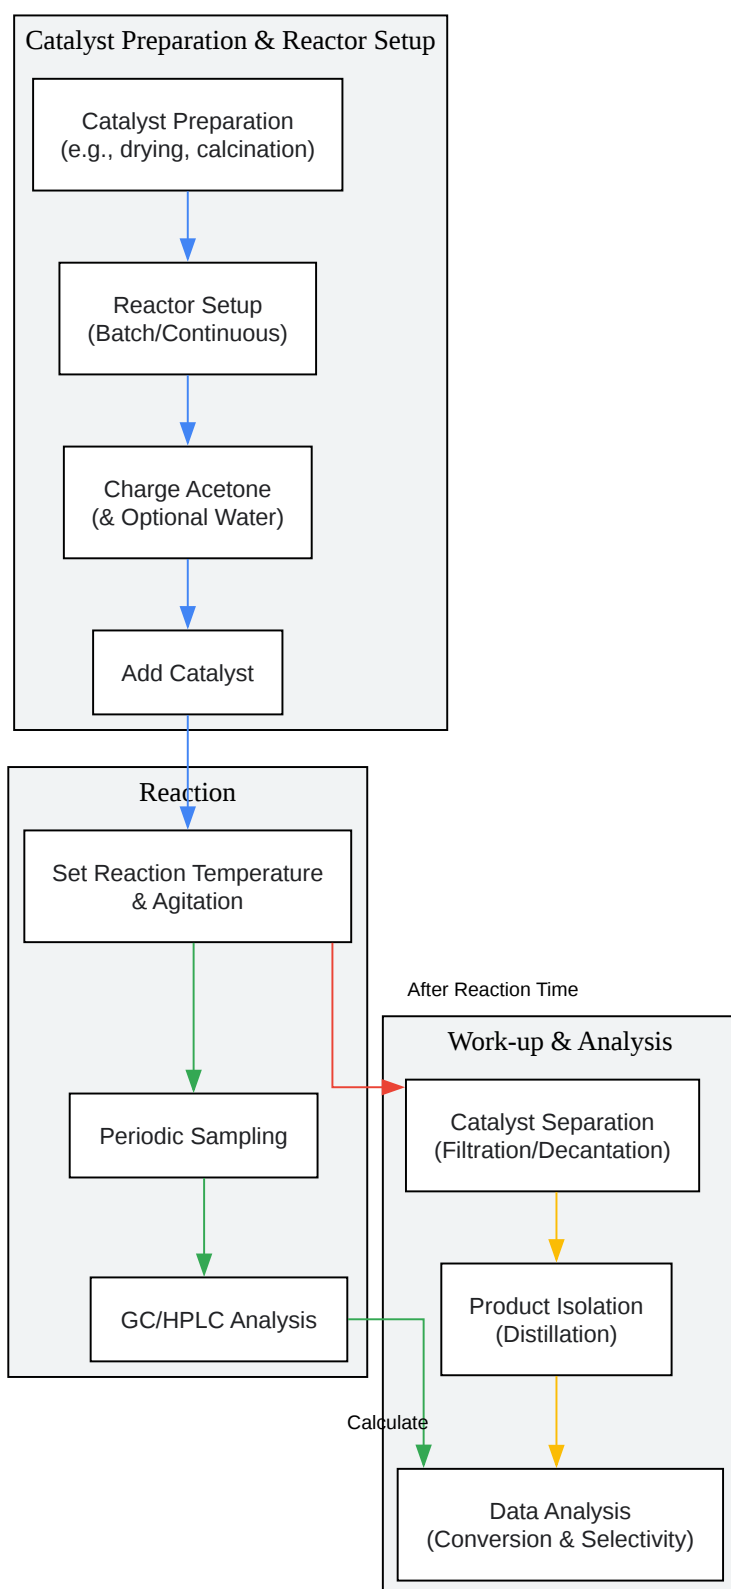 Catalyst Preparation & Reactor Setup
Catalyst Preparation
(e.g., drying, calcination)
Reactor Setup
(Batch/Continuous)
Charge Acetone
(& Optional Water)
Add Catalyst
Reaction
Set Reaction Temperature
& Agitation
After Reaction Time
Work-up & Analysis
Periodic Sampling
Catalyst Separation
(Filtration/Decantation)
GC/HPLC Analysis
Product Isolation
(Distillation)
Calculate
Data Analysis
(Conversion & Selectivity)